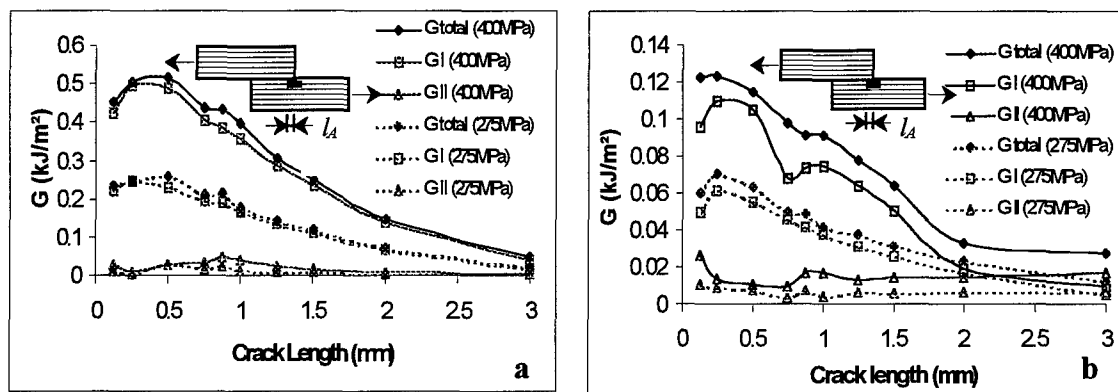 0.6
0.5
0.4
0.3
0.2
0.1
0
G (kJ/m²)
0 0.5 1 1.5 2 2.5 3
Crack Length (mm)
Gtotal (400MPa)
GI (400MPa)
GII (400MPa)
Gtotal (275MPa)
GI (275MPa)
GII (275MPa)
lA
a
0.14
0.12
0.1
0.08
0.06
0.04
0.02
0
G (kJ/m²)
0 0.5 1 1.5 2 2.5 3
Crack length (mm)
Gtotal (400MPa)
GI (400MPa)
GII (400MPa)
Gtotal (275MPa)
GI (275MPa)
GII (275MPa)
lA
b